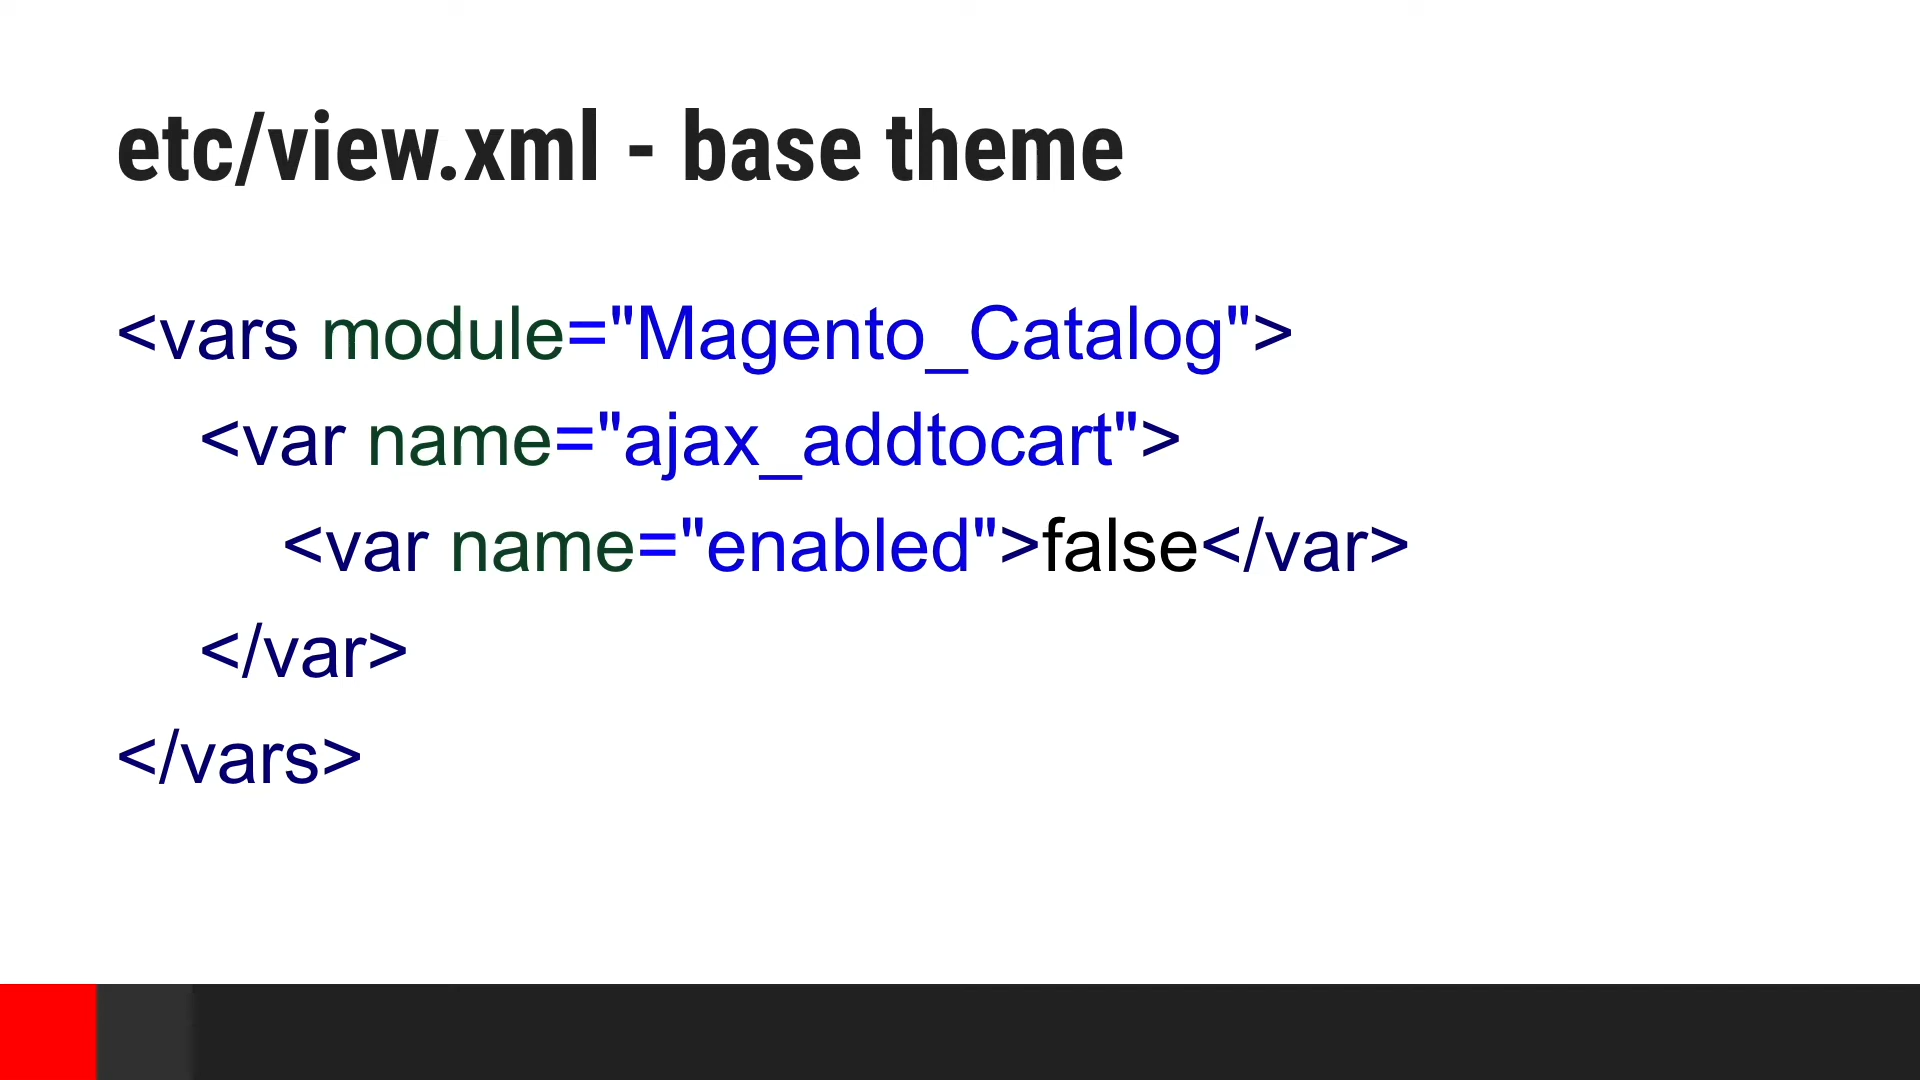 etc/view.xml - base theme
<vars module="Magento_Catalog">
<var name="ajax_addtocart">
<var name="enabled">false</var>
</var>
</vars>